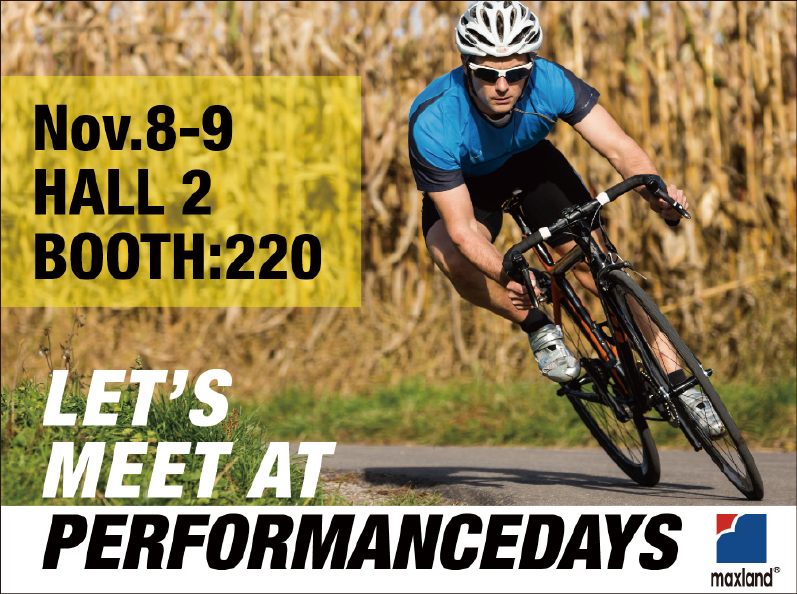 Nov.8-9
HALL 2
BOOTH:220
LET'S
MEET AT
PERFORMANCEDAYS
maxland®